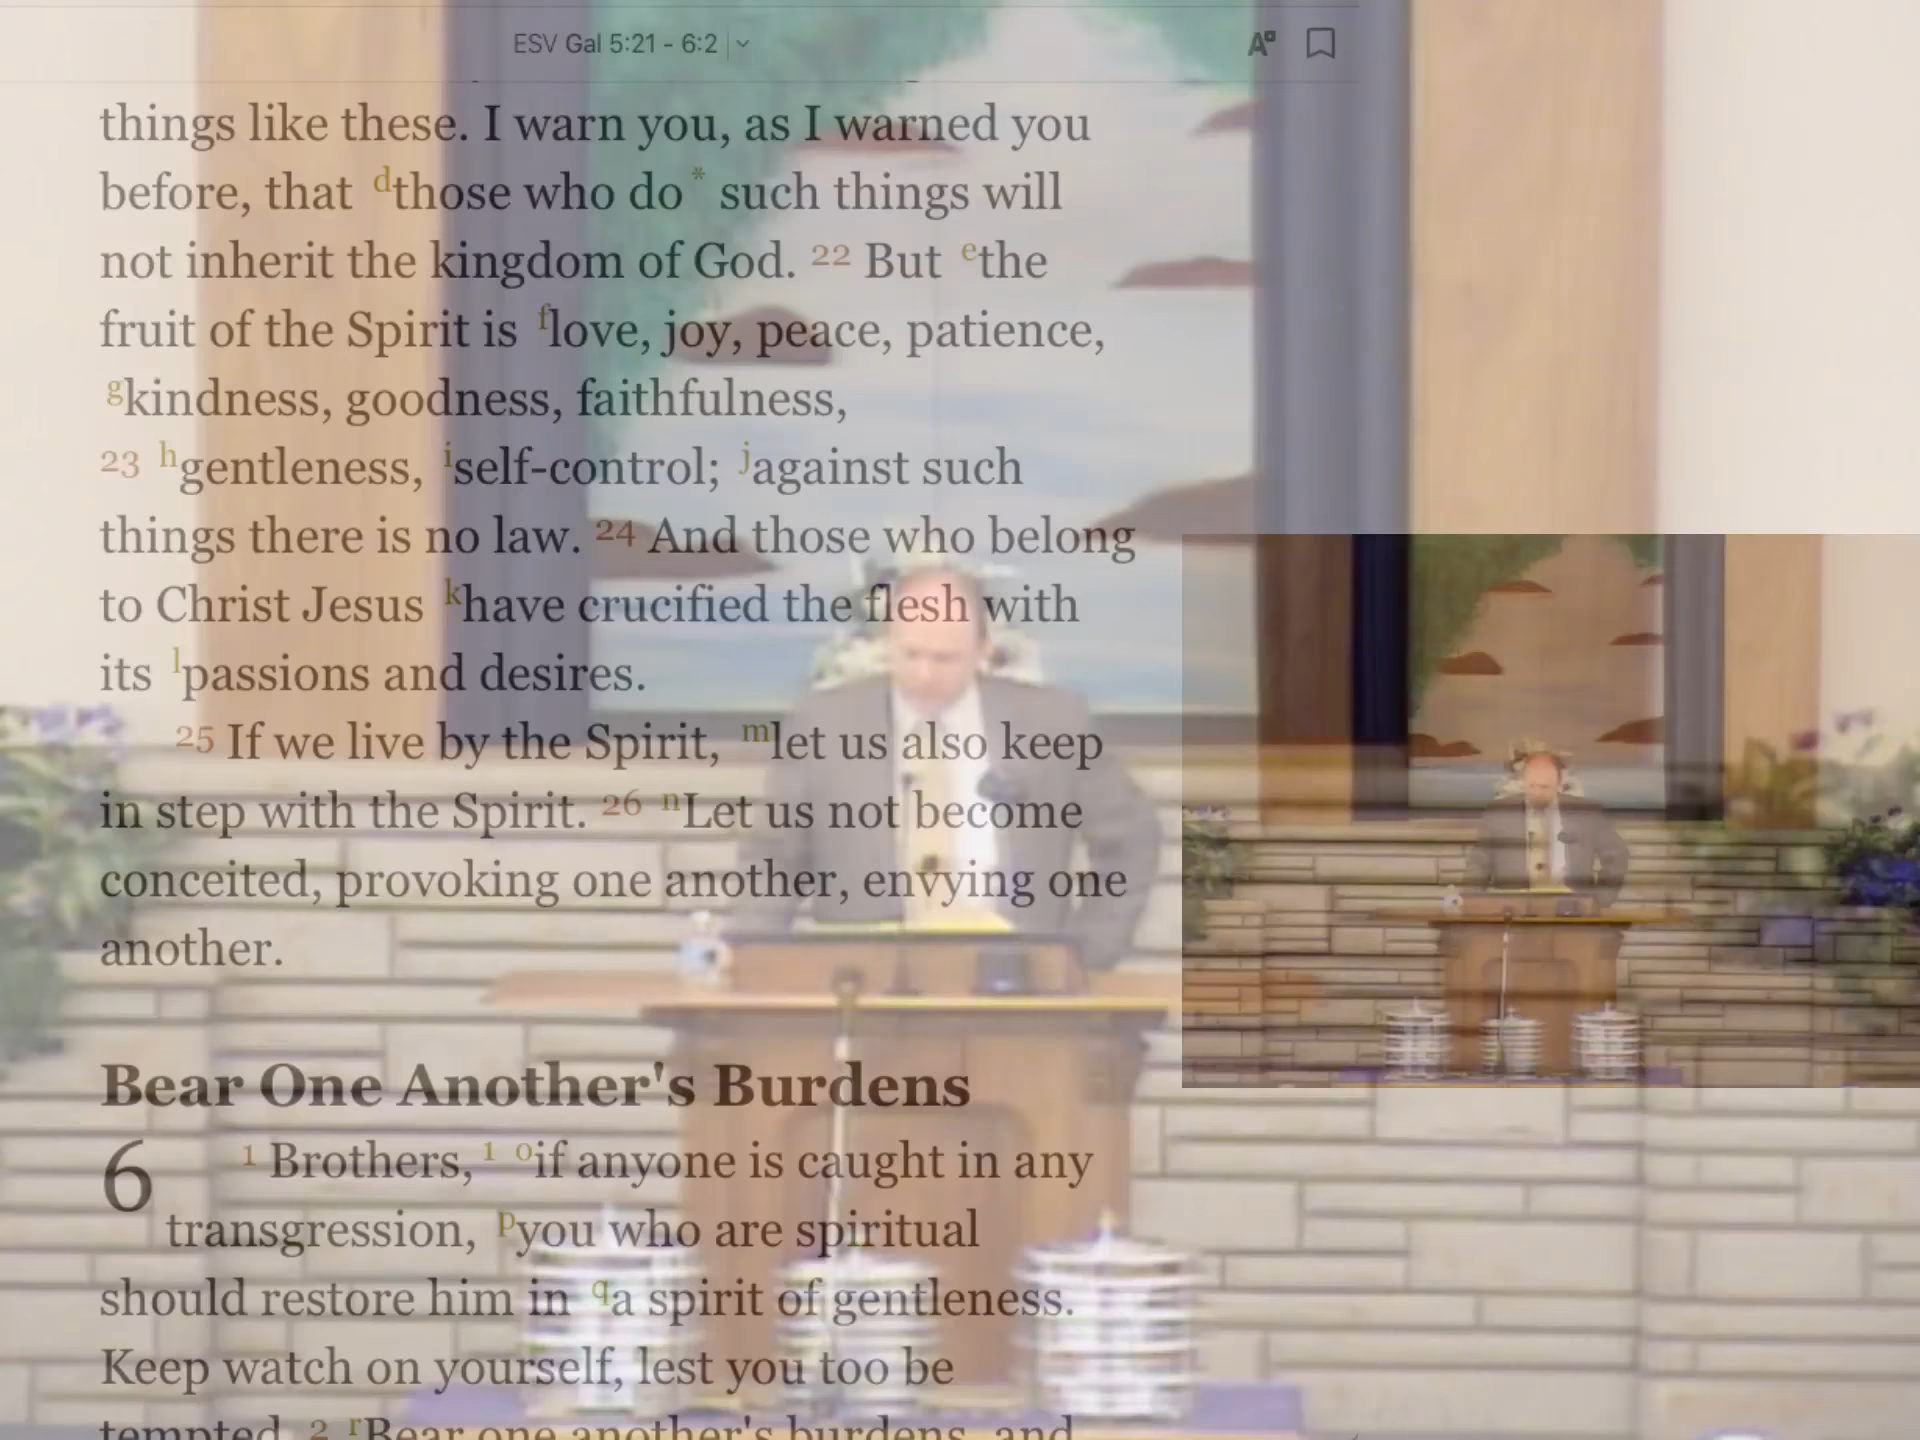 ESV Gal 5:21 - 6:2
things like these. I warn you, as I warned you
before, that dthose who do* such things will
not inherit the kingdom of God. 22 But ethe
fruit of the Spirit is flove, joy, peace, patience,
gkindness, goodness, faithfulness,
23 hgentleness, iself-control; jagainst such
things there is no law. 24 And those who belong
to Christ Jesus khave crucified the flesh with
its lpassions and desires.
25 If we live by the Spirit, mlet us also keep
in step with the Spirit. 26 nLet us not become
conceited, provoking one another, envying one
another.
Bear One Another's Burdens
6 1 Brothers, 1 oif anyone is caught in any
transgression, pyou who are spiritual
should restore him in qa spirit of gentleness.
Keep watch on yourself, lest you too be
tempted. 2 rBear one another's burdens, and